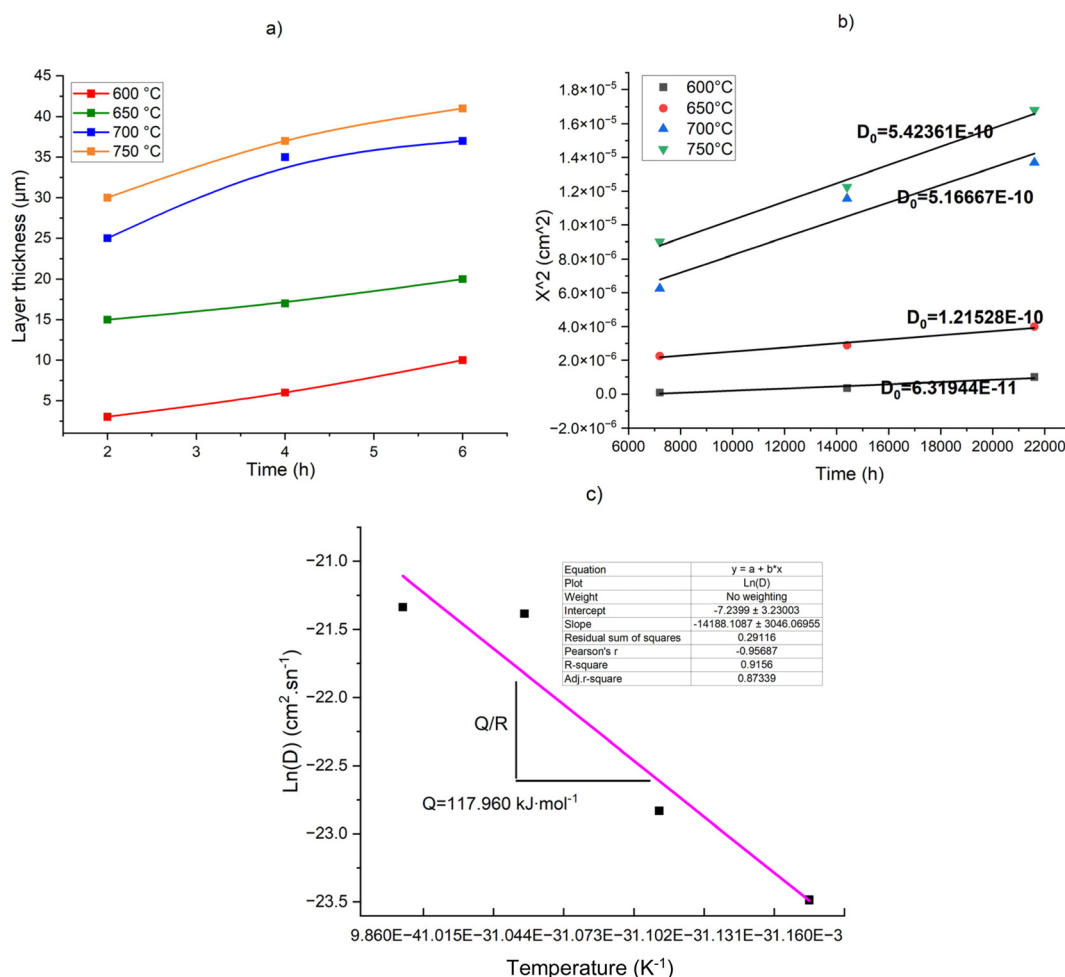 a)
45
40
35
30
25
20
15
10
5
Layer thickness (µm)
600 °C
650 °C
700 °C
750 °C
2
3
4
5
6
Time (h)
b)
1.8×10⁻⁵
1.6×10⁻⁵
1.4×10⁻⁵
1.2×10⁻⁵
1.0×10⁻⁵
8.0×10⁻⁶
6.0×10⁻⁶
4.0×10⁻⁶
2.0×10⁻⁶
0.0
−2.0×10⁻⁶
X^2 (cm^2)
600°C
650°C
700°C
750°C
D₀=5.42361E-10
D₀=5.16667E-10
D₀=1.21528E-10
D₀=6.31944E-11
6000 8000 10000 12000 14000 16000 18000 20000 22000
Time (h)
c)
−21.0
−21.5
−22.0
−22.5
−23.0
−23.5
Ln(D) (cm².sn⁻¹)
Equation y = a + b*x
Plot Ln(D)
Weight No weighting
Intercept -7.2399 ± 3.23003
Slope -14188.1087 ± 3046.06955
Residual sum of squares 0.29116
Pearson's r -0.95687
R-square 0.9156
Adj.r-square 0.87339
Q/R
Q=117.960 kJ·mol⁻¹
9.860E−41.015E−31.044E−31.073E−31.102E−31.131E−31.160E−3
Temperature (K⁻¹)